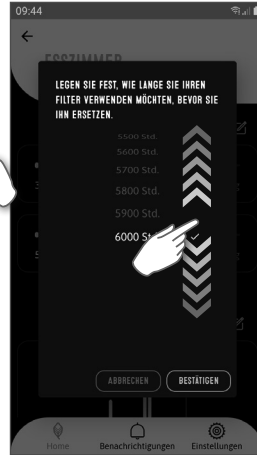 09:44
ESSZIMMER
LEGEN SIE FEST, WIE LANGE SIE IHREN
FILTER VERWENDEN MÖCHTEN, BEVOR SIE
IHN ERSETZEN.
5500 Std.
5600 Std.
5700 Std.
5800 Std.
5900 Std.
6000 St
ABBRECHEN
BESTÄTIGEN
Home
Benachrichtigungen
Einstellungen